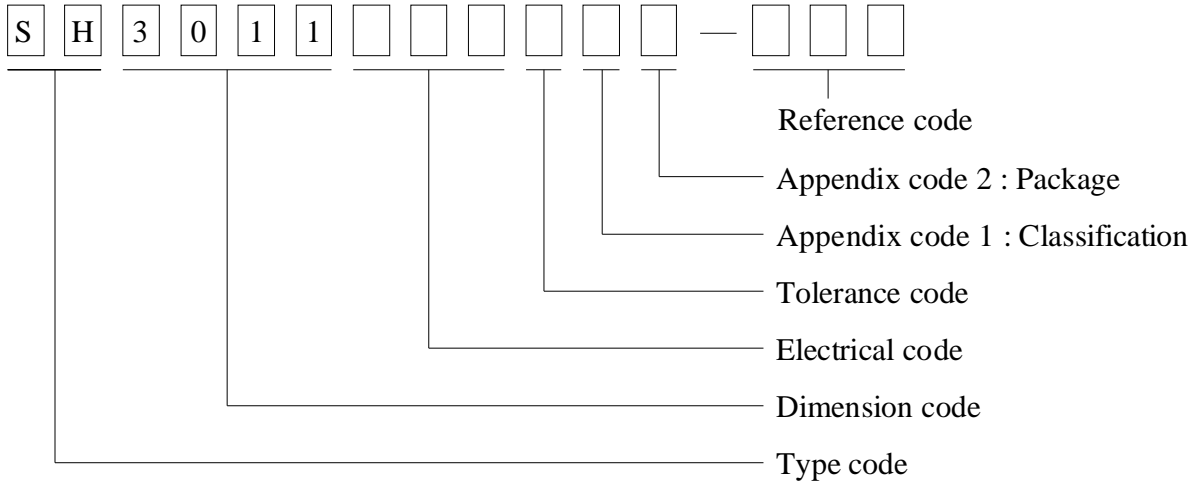 S H 3 0 1 1 —
Reference code
Appendix code 2 : Package
Appendix code 1 : Classification
Tolerance code
Electrical code
Dimension code
Type code